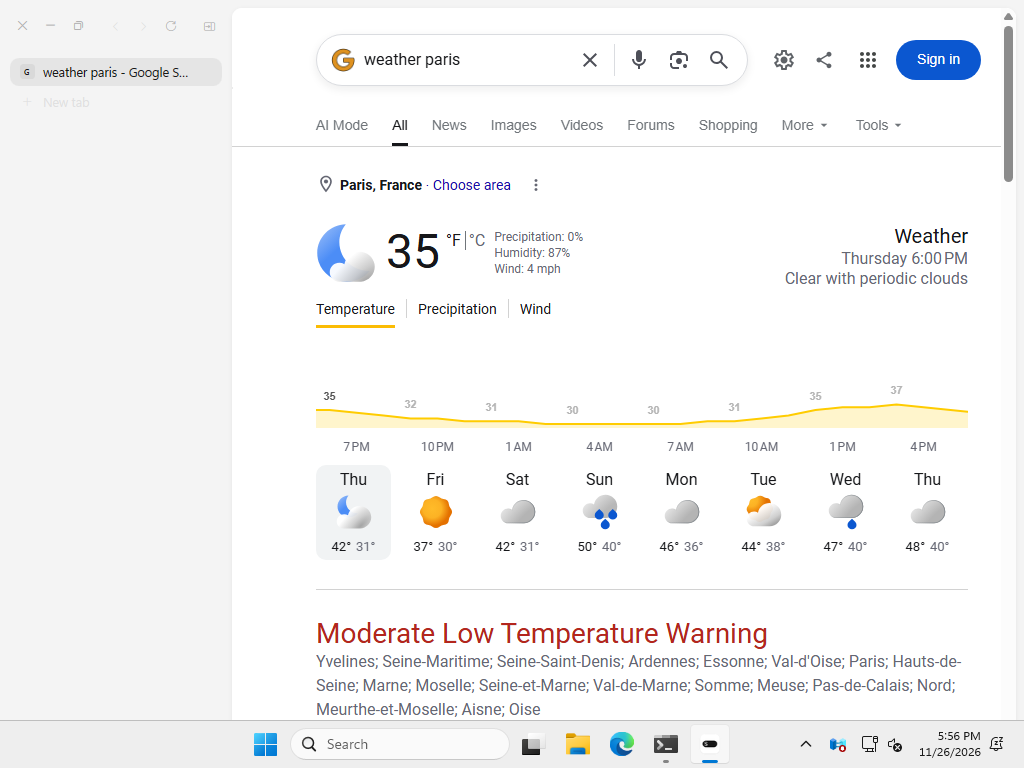 G weather paris - Google S...
+ New tab
weather paris
Sign in
AI Mode All News Images Videos Forums Shopping More Tools
Paris, France · Choose area
35 °F | °C
Precipitation: 0%
Humidity: 87%
Wind: 4 mph
Weather
Thursday 6:00 PM
Clear with periodic clouds
Temperature Precipitation Wind
35 32 31 30 30 31 35 37
7 PM 10 PM 1 AM 4 AM 7 AM 10 AM 1 PM 4 PM
Thu Fri Sat Sun Mon Tue Wed Thu
42° 31° 37° 30° 42° 31° 50° 40° 46° 36° 44° 38° 47° 40° 48° 40°
Moderate Low Temperature Warning
Yvelines; Seine-Maritime; Seine-Saint-Denis; Ardennes; Essonne; Val-d'Oise; Paris; Hauts-de-
Seine; Marne; Moselle; Seine-et-Marne; Val-de-Marne; Somme; Meuse; Pas-de-Calais; Nord;
Meurthe-et-Moselle; Aisne; Oise
Search
5:56 PM
11/26/2026